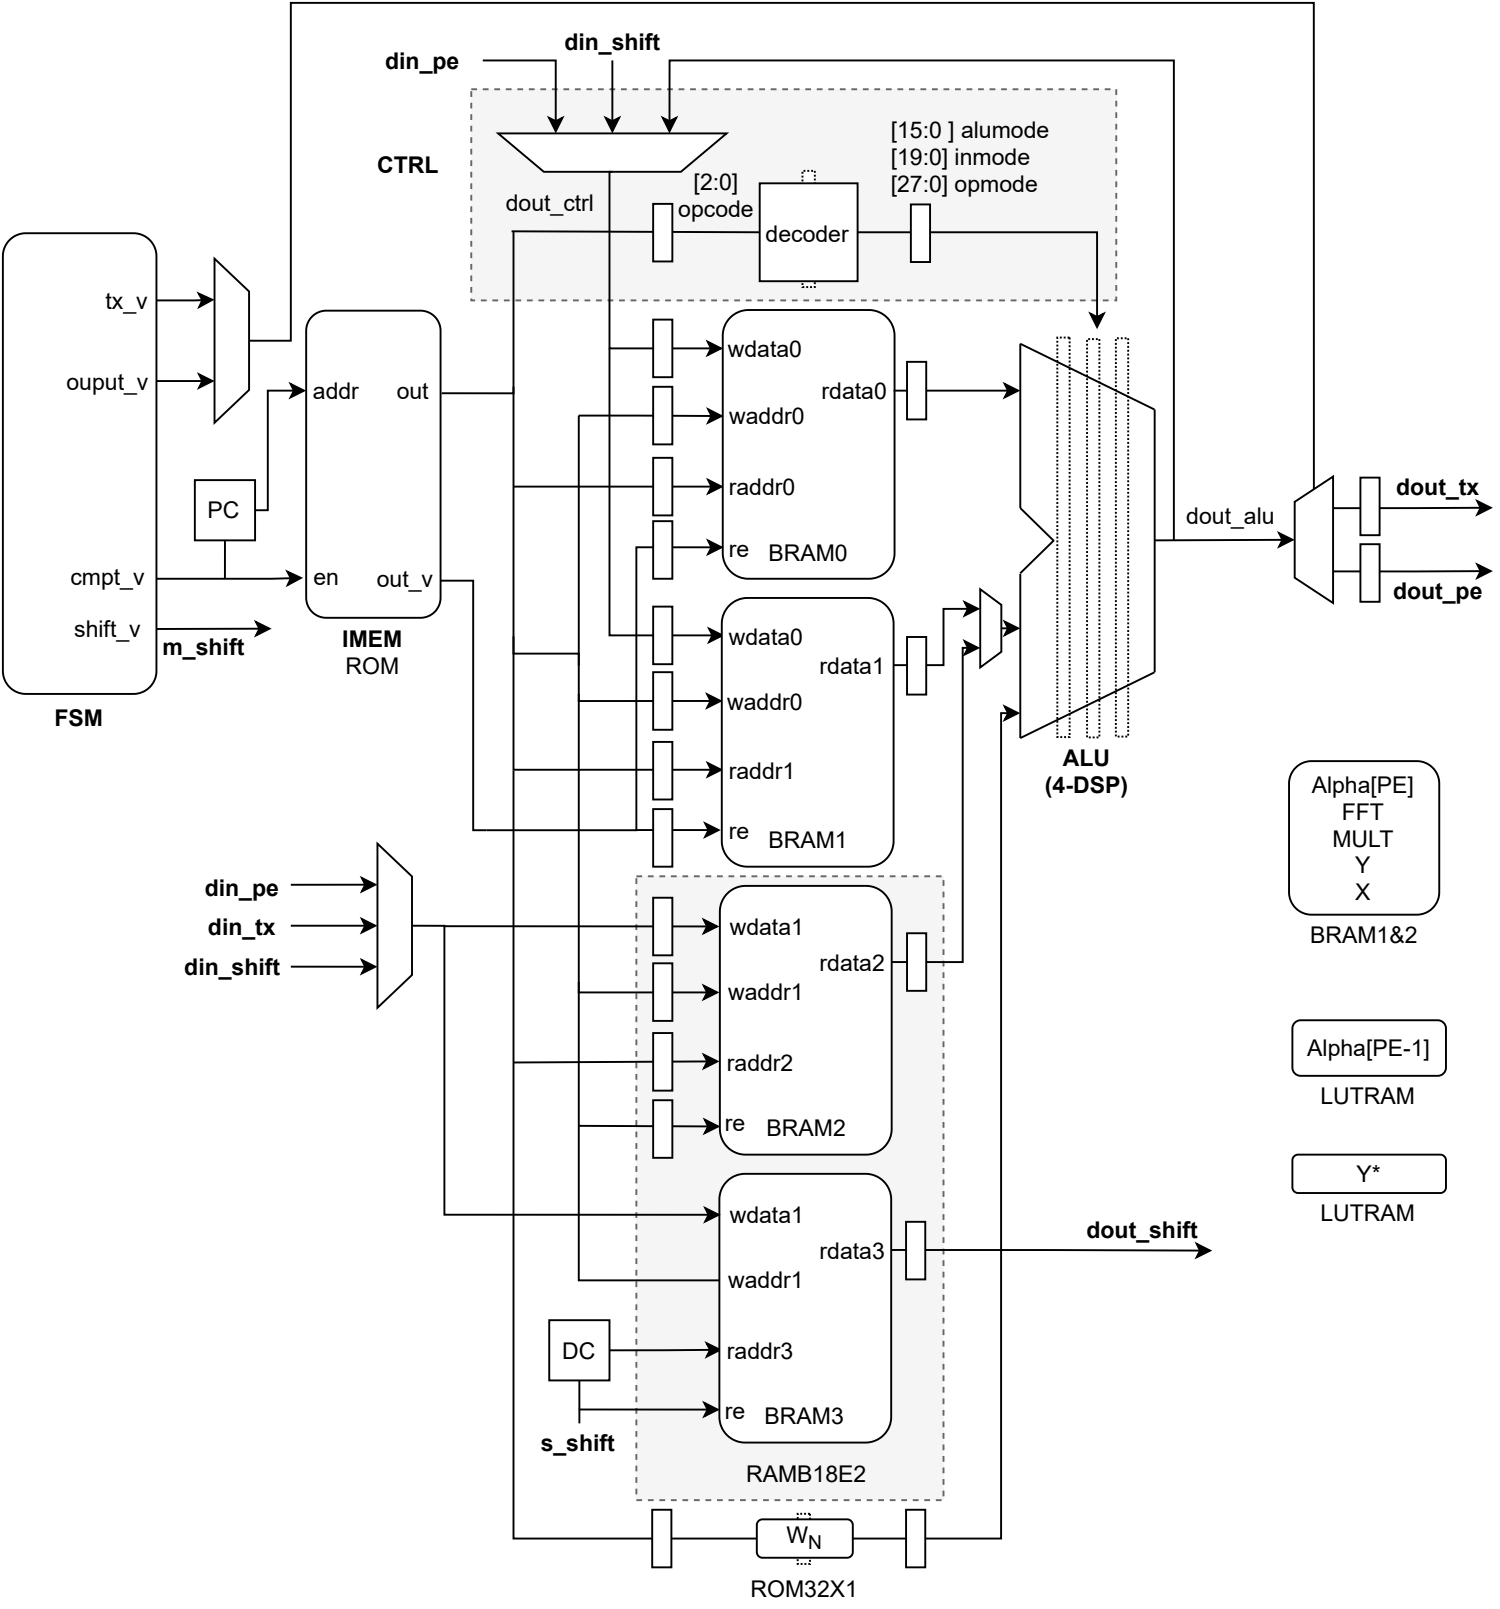 din_shift
din_pe
CTRL
dout_ctrl
[2:0]
opcode
decoder
[15:0 ] alumode
[19:0] inmode
[27:0] opmode
tx_v
ouput_v
cmpt_v
shift_v
FSM
m_shift
PC
addr
out
en
out_v
IMEM
ROM
wdata0
waddr0
raddr0
re
rdata0
BRAM0
wdata0
waddr0
raddr1
re
rdata1
BRAM1
ALU
(4-DSP)
dout_alu
dout_tx
dout_pe
din_pe
din_tx
din_shift
wdata1
waddr1
raddr2
re
rdata2
BRAM2
wdata1
waddr1
raddr3
re
rdata3
BRAM3
DC
s_shift
RAMB18E2
dout_shift
WN
ROM32X1
Alpha[PE]
FFT
MULT
Y
X
BRAM1&2
Alpha[PE-1]
LUTRAM
Y*
LUTRAM